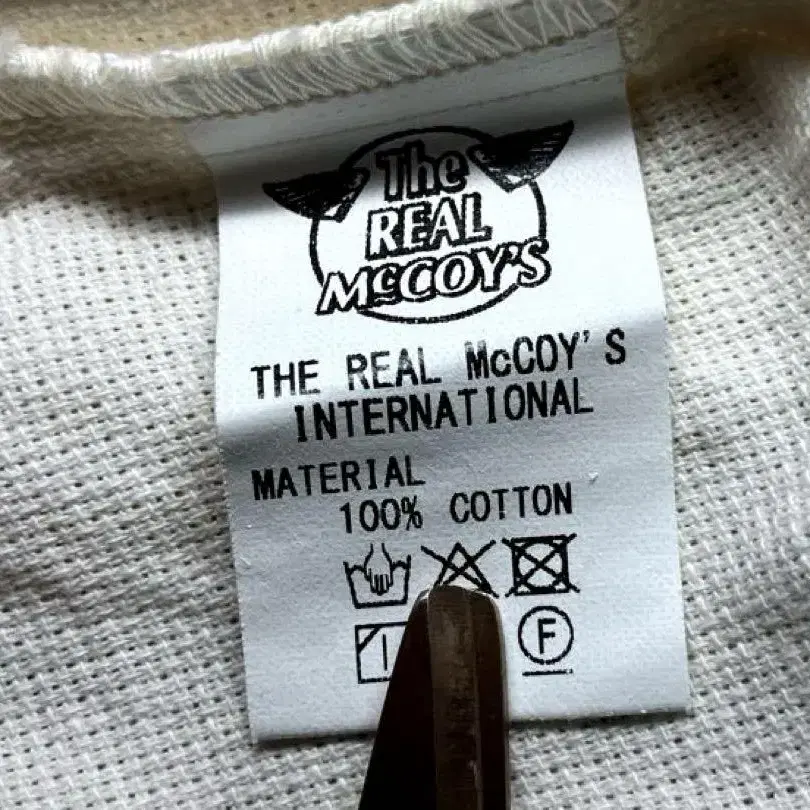 The
REAL
McCOY'S
THE REAL McCOY'S
INTERNATIONAL
MATERIAL
100% COTTON
F